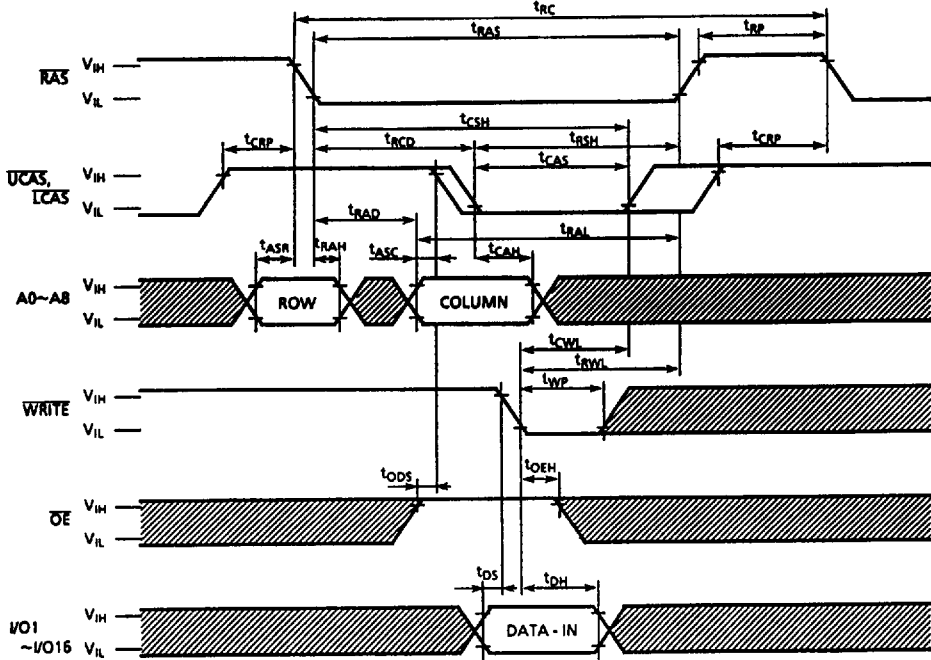 tRC
tRAS
tRP
RAS
VIH
VIL
tCSH
tCRP
tRCD
tRSH
tCRP
tCAS
UCAS,
LCAS
VIH
VIL
tRAD
tRAL
tASR
tRAH
tASC
tCAH
A0~A8
VIH
VIL
ROW
COLUMN
tCWL
tRWL
tWP
WRITE
VIH
VIL
tODS
tOEH
OE
VIH
VIL
tDS
tDH
I/O1
~I/O16
VIH
VIL
DATA - IN